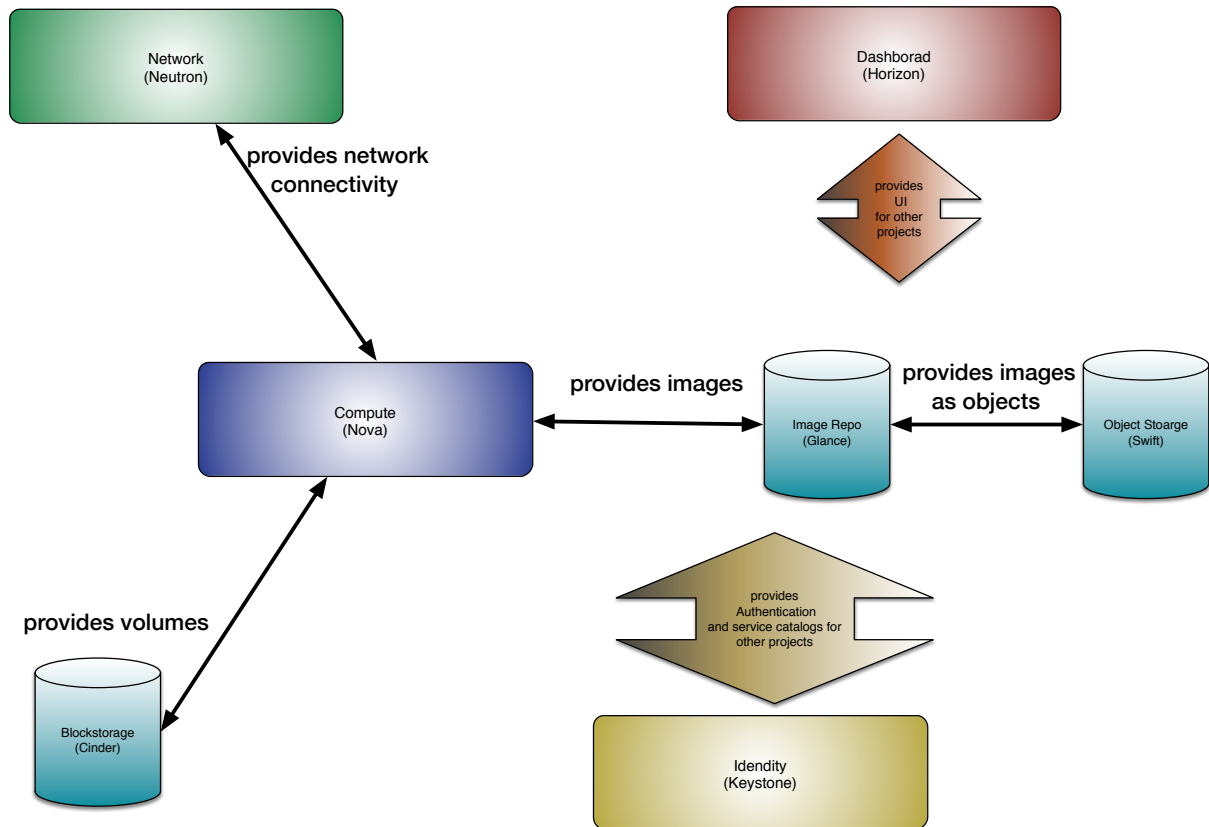 Network
(Neutron)
Dashborad
(Horizon)
provides network
connectivity
provides
UI
for other
projects
Compute
(Nova)
provides images
Image Repo
(Glance)
provides images
as objects
Object Stoarge
(Swift)
provides volumes
Blockstorage
(Cinder)
provides
Authentication
and service catalogs for
other projects
Idendity
(Keystone)